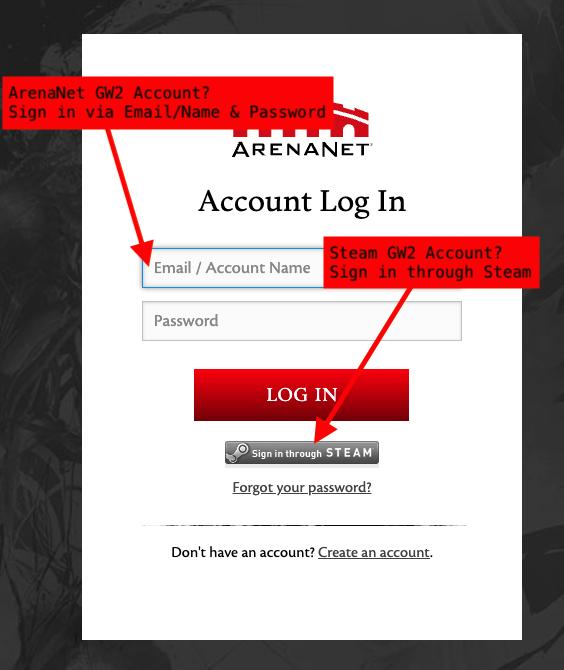 ArenaNet GW2 Account?
Sign in via Email/Name & Password
ARENANET
Account Log In
Steam GW2 Account?
Sign in through Steam
Email / Account Name
Password
LOG IN
Sign in through STEAM
Forgot your password?
Don't have an account? Create an account.